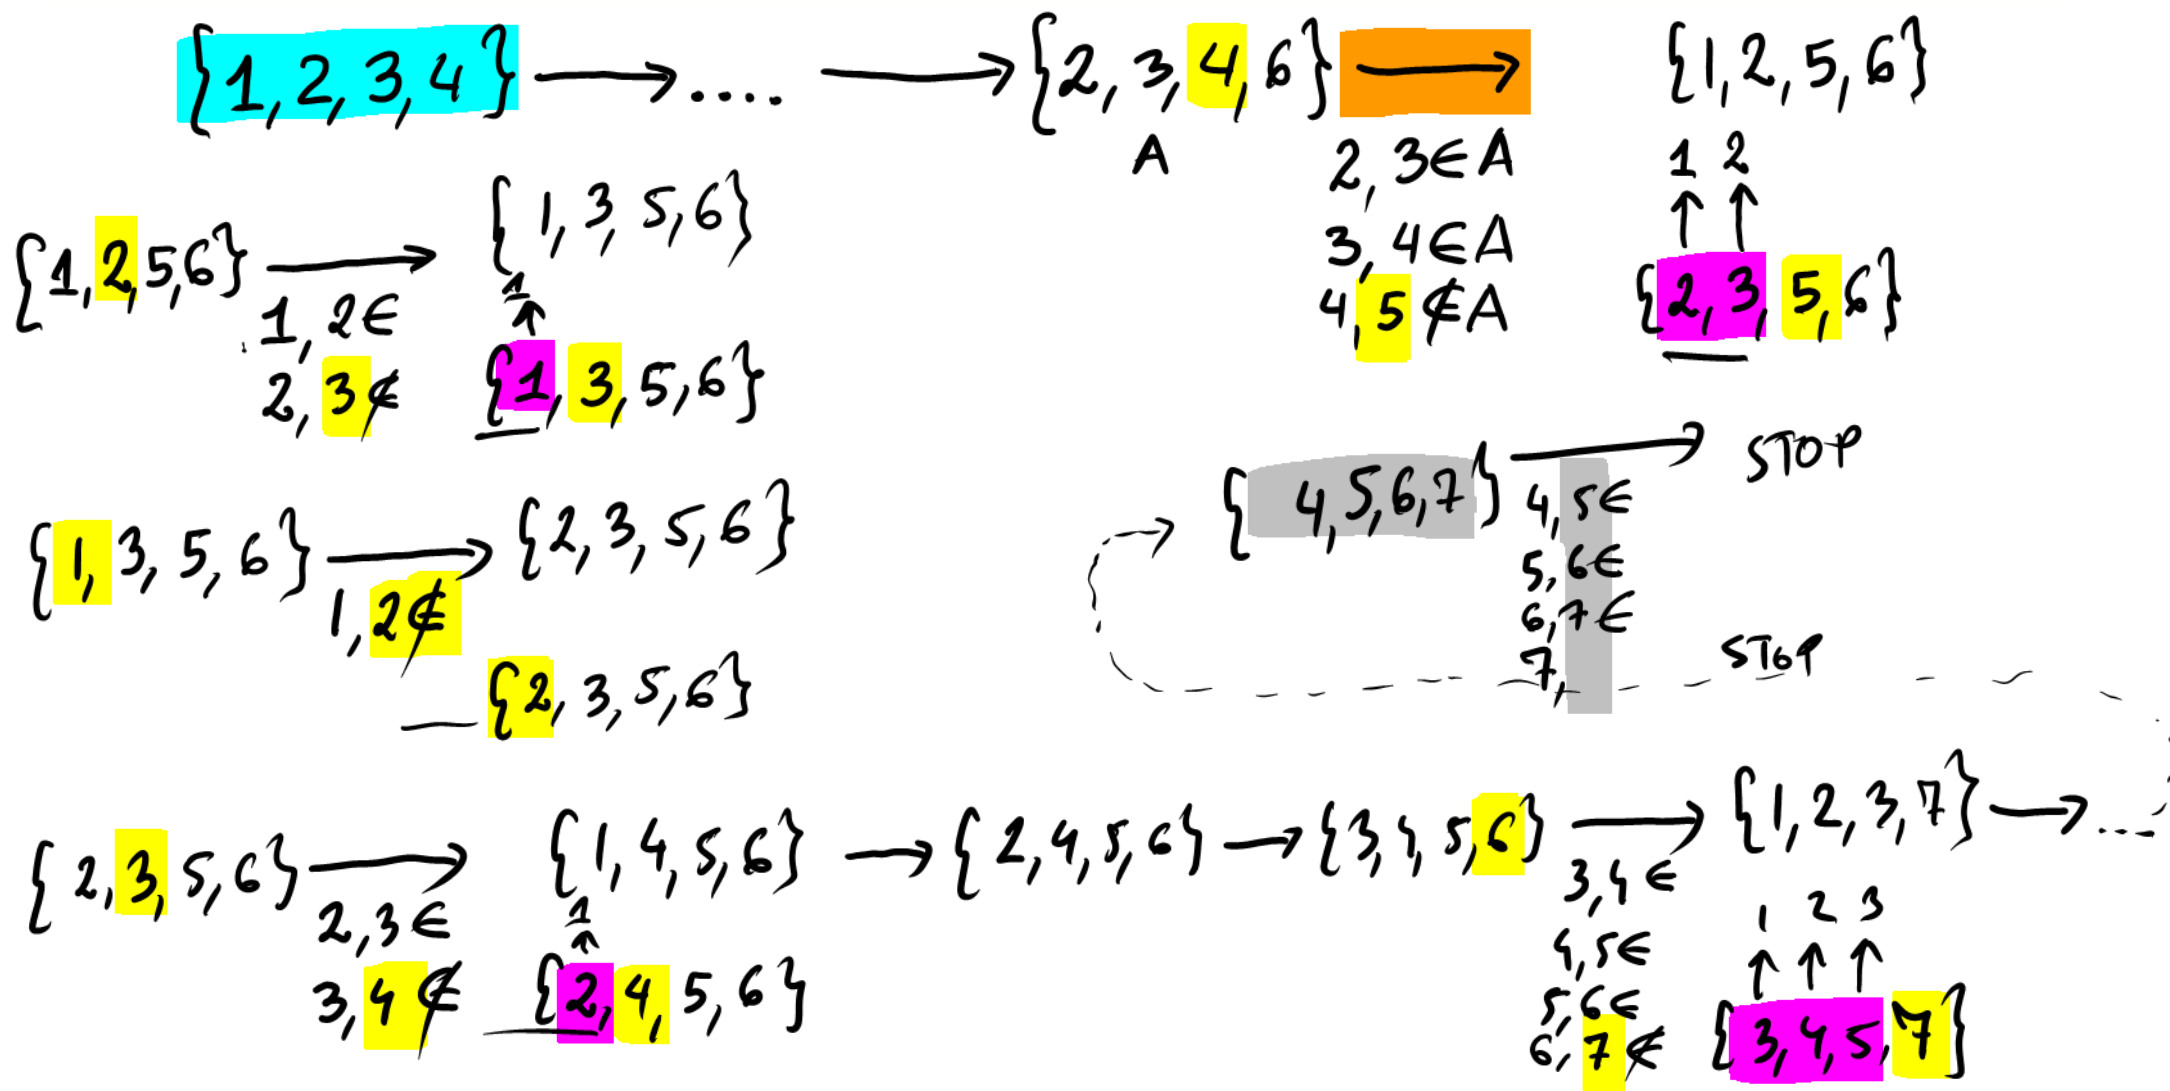 {1,2,3,4} ⟶ .... ⟶ {2,3,4,6} ⟶ {1,2,5,6}
A
2,3∈A
3,4∈A
4,5∉A
1 2
↑ ↑
{2,3,5,6}
{1,2,5,6} ⟶ {1,3,5,6}
1,2∈
2,3∉
1
↑
{1,3,5,6}
{4,5,6,7} ⟶ STOP
4,5∈
5,6∈
6,7∈
7,
STOP
{1,3,5,6} ⟶ {2,3,5,6}
1,2∉
{2,3,5,6}
{2,3,5,6} ⟶ {1,4,5,6} ⟶ {2,4,5,6} ⟶ {3,4,5,6} ⟶ {1,2,3,7} ⟶ ...
2,3∈
3,4∉
1
↑
{2,4,5,6}
3,4∈
4,5∈
5,6∈
6,7∉
1 2 3
↑ ↑ ↑
{3,4,5,7}